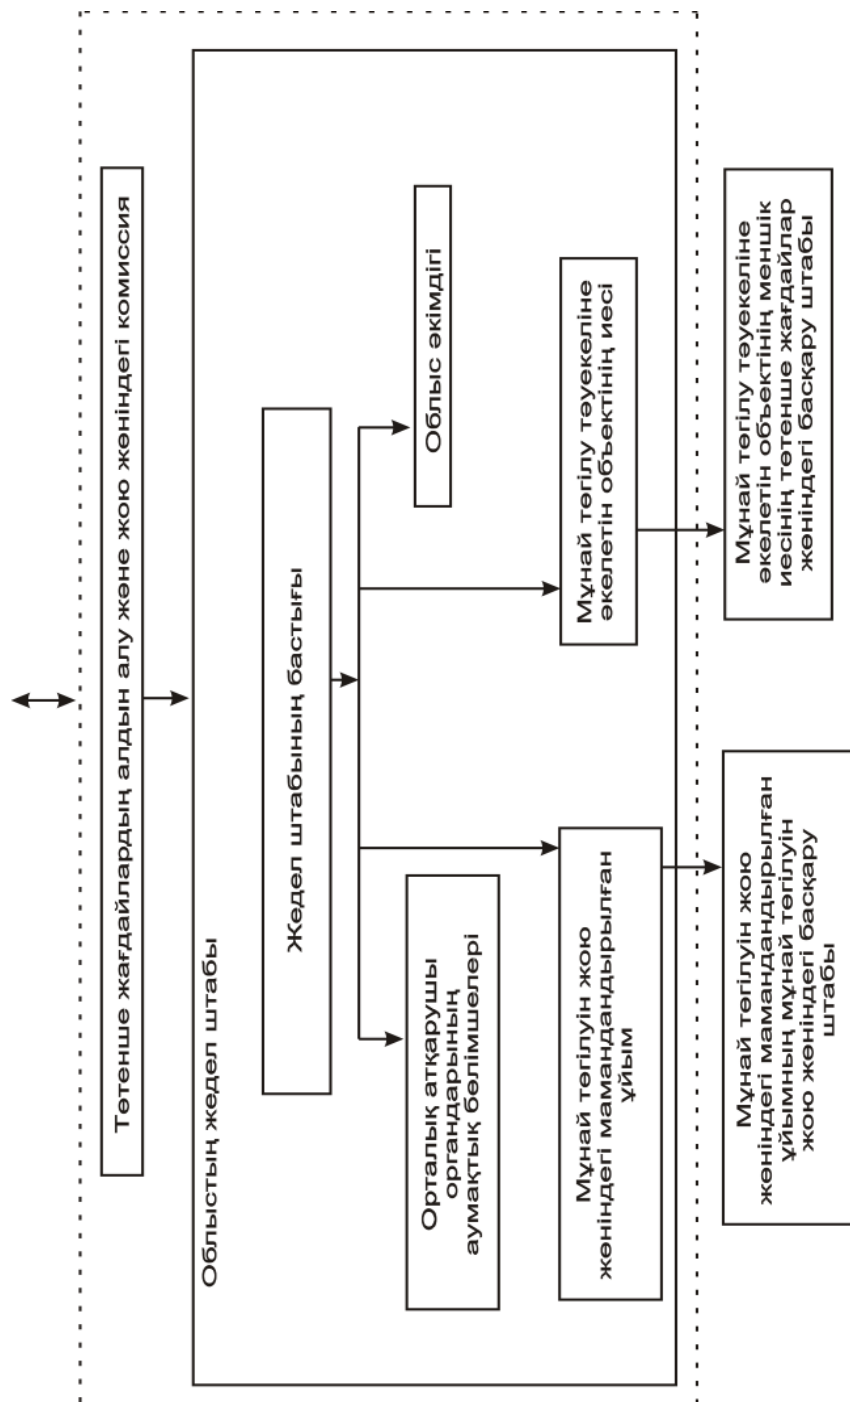 Төтенше жағдайлардың алдын алу және жою жөніндегі комиссия
Облыстың жедел штабы
Жедел штабының бастығы
Орталық атқарушы
органдарының
аумақтық бөлімшелері
Облыс әкімдігі
Мұнай төгілуін жою
жөніндегі мамандандырылған
ұйым
Мұнай төгілу тәуекеліне
әкелетін объектінің иесі
Мұнай төгілуін жою
жөніндегі мамандандырылған
ұйымның мұнай төгілуін
жою жөніндегі басқару
штабы
Мұнай төгілу тәуекеліне
әкелетін объектінің меншік
иесінің төтенше жағдайлар
жөніндегі басқару штабы